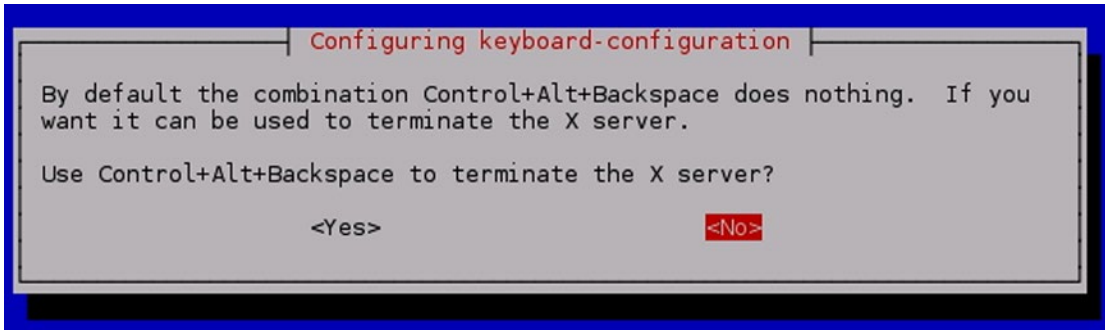 Configuring keyboard-configuration
By default the combination Control+Alt+Backspace does nothing.  If you
want it can be used to terminate the X server.
Use Control+Alt+Backspace to terminate the X server?
<Yes> <No>